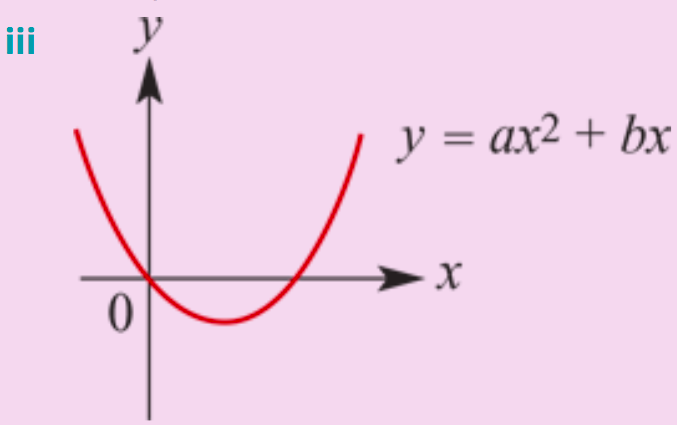 iii
y
y = ax² + bx
x
0